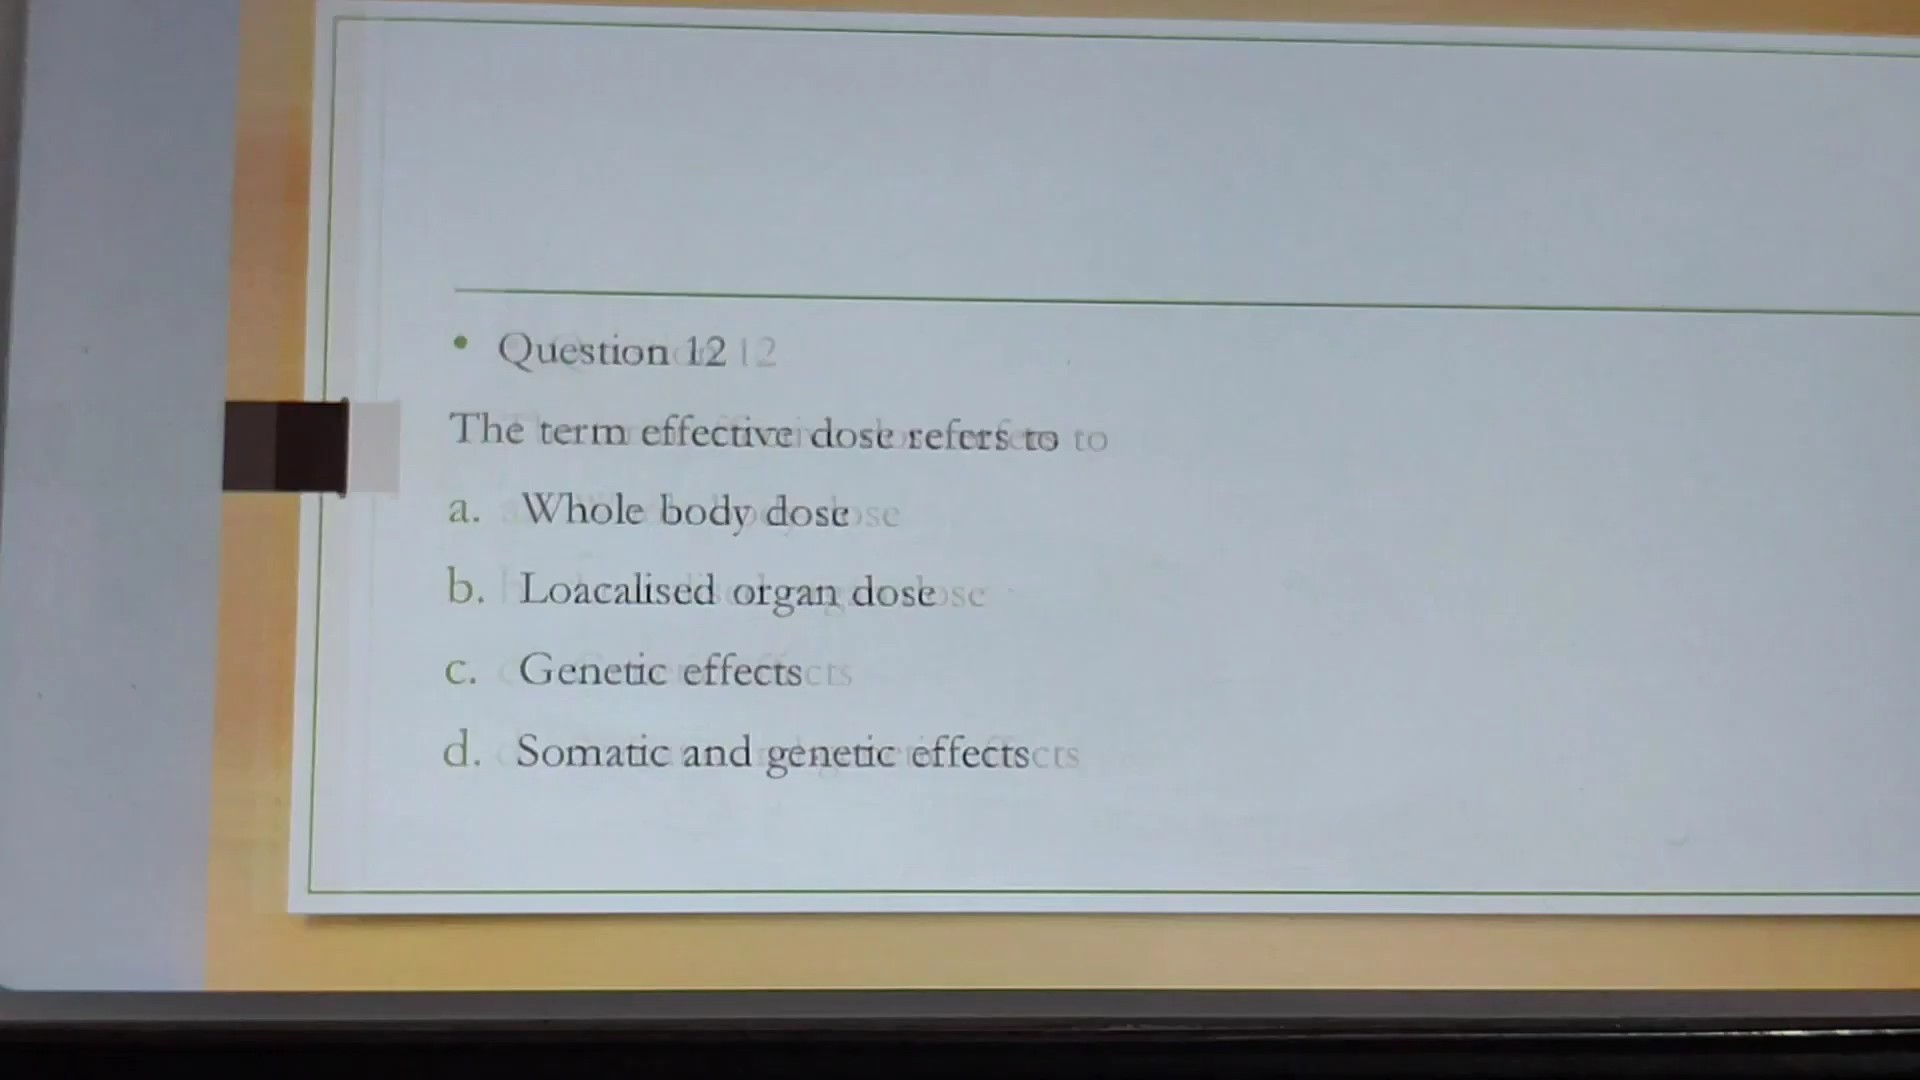 • Question 12
The term effective dose refers to
a. Whole body dose
b. Loacalised organ dose
c. Genetic effects
d. Somatic and genetic effects